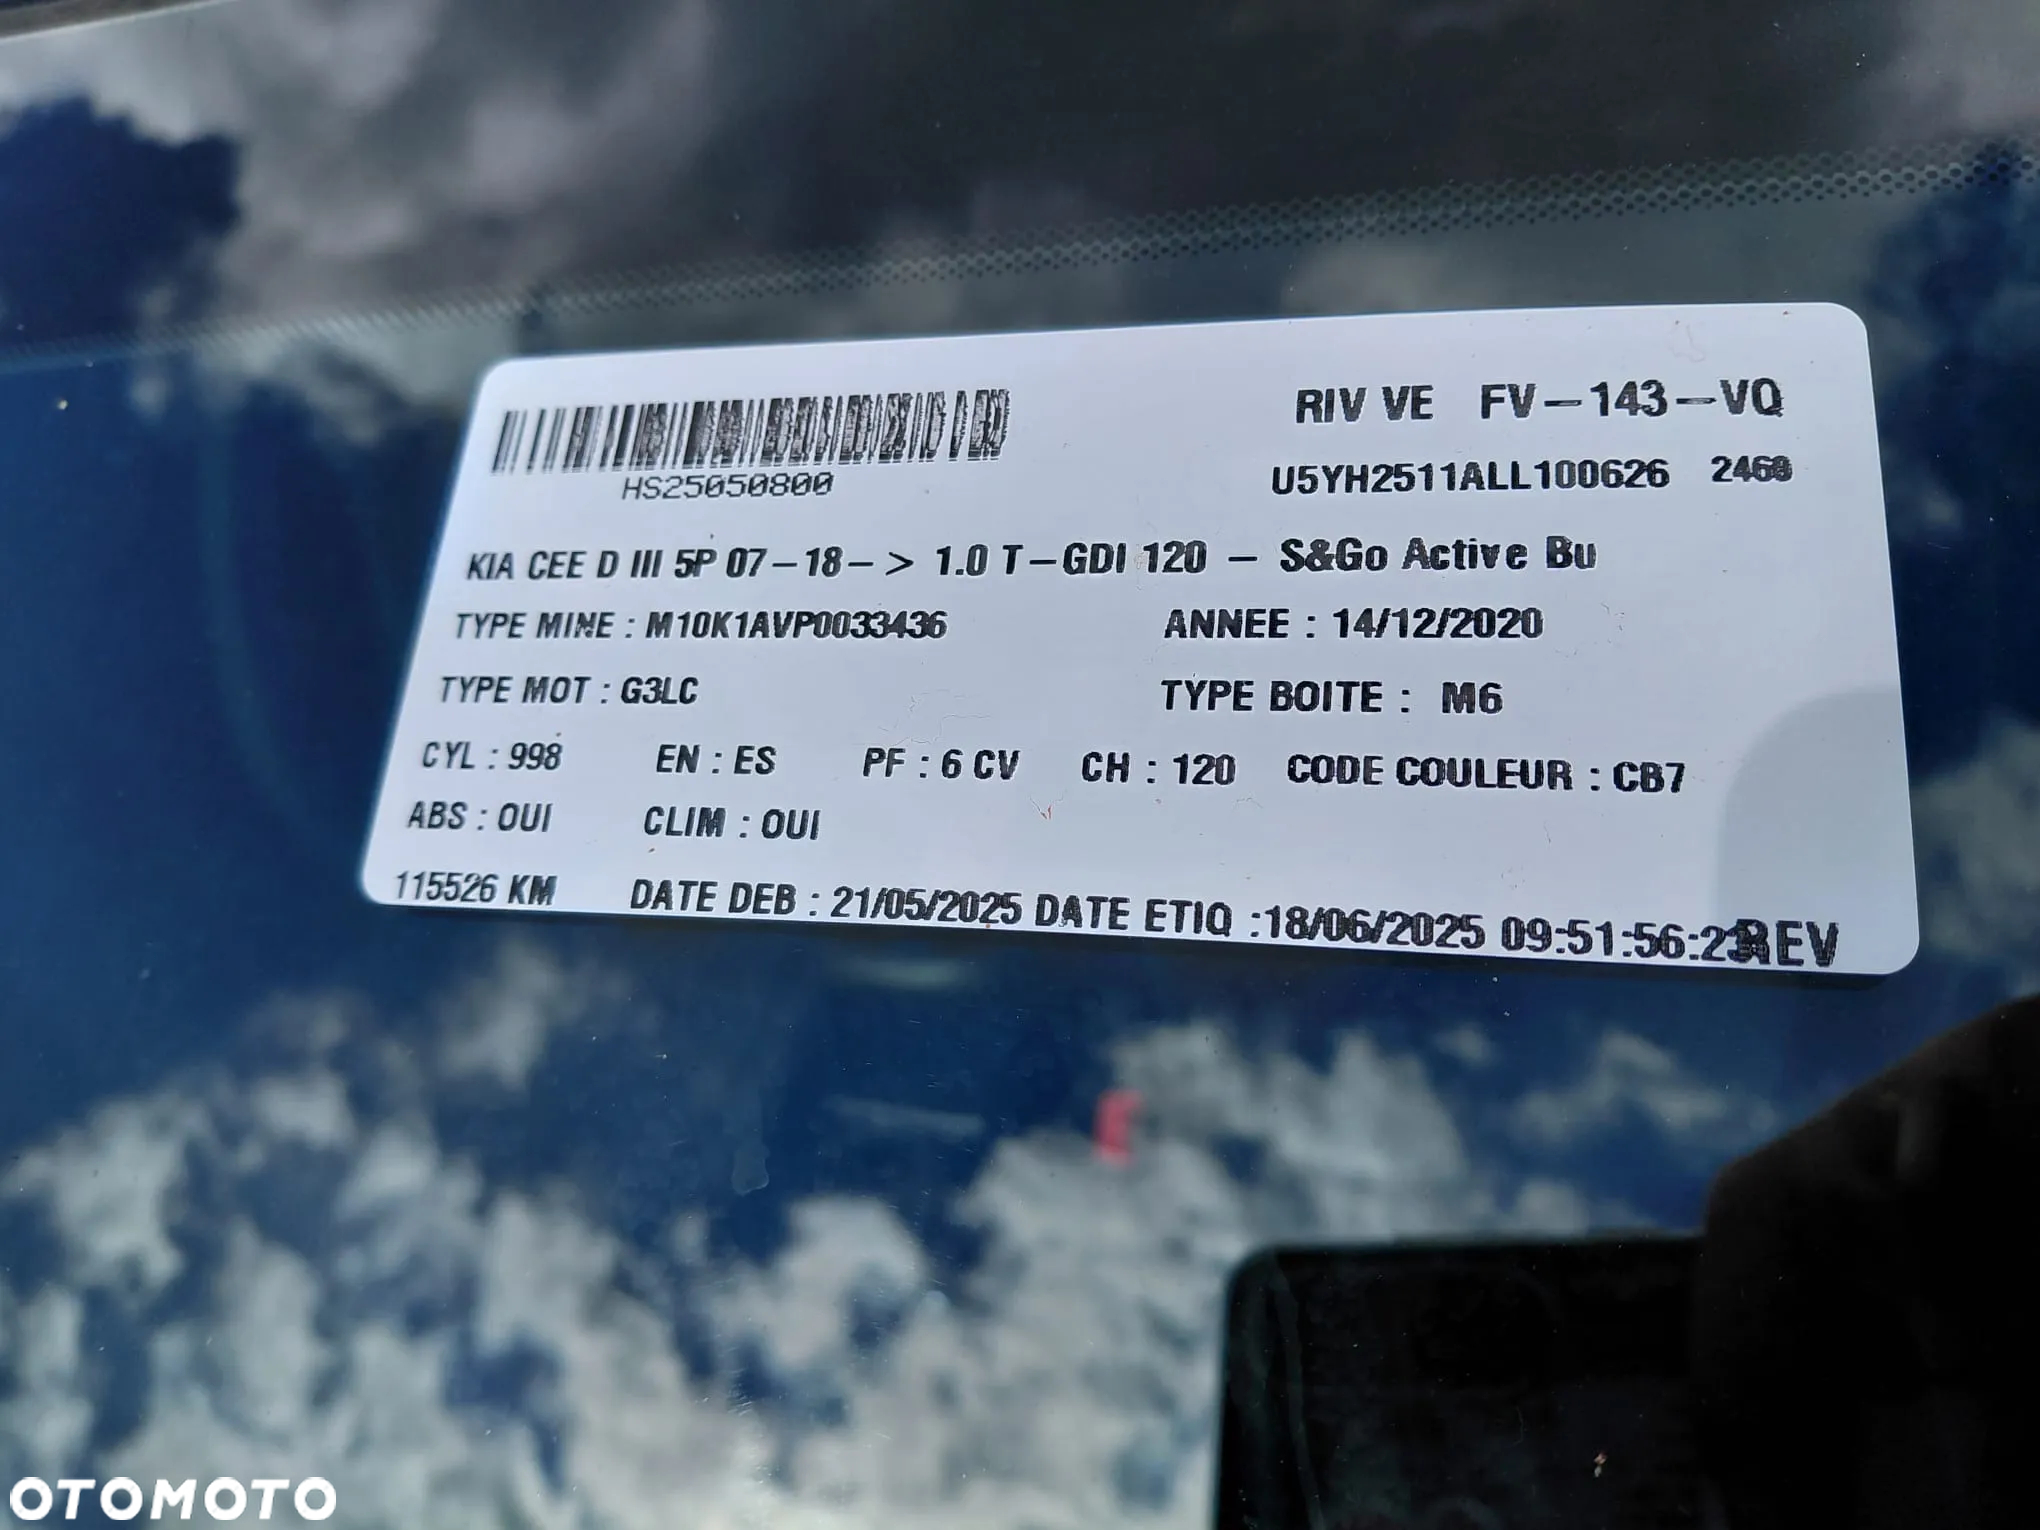 RIV VE FV-143-VQ
HS25050800
U5YH2511ALL100626 2460
KIA CEE D III 5P 07-18-> 1.0 T-GDI 120 - S&Go Active Bu
TYPE MINE : M10K1AVP0033436 ANNEE : 14/12/2020
TYPE MOT : G3LC TYPE BOITE : M6
CYL : 998 EN : ES PF : 6 CV CH : 120 CODE COULEUR : CB7
ABS : OUI CLIM : OUI
115526 KM DATE DEB : 21/05/2025 DATE ETIQ :18/06/2025 09:51:56:23 REV
OTOMOTO